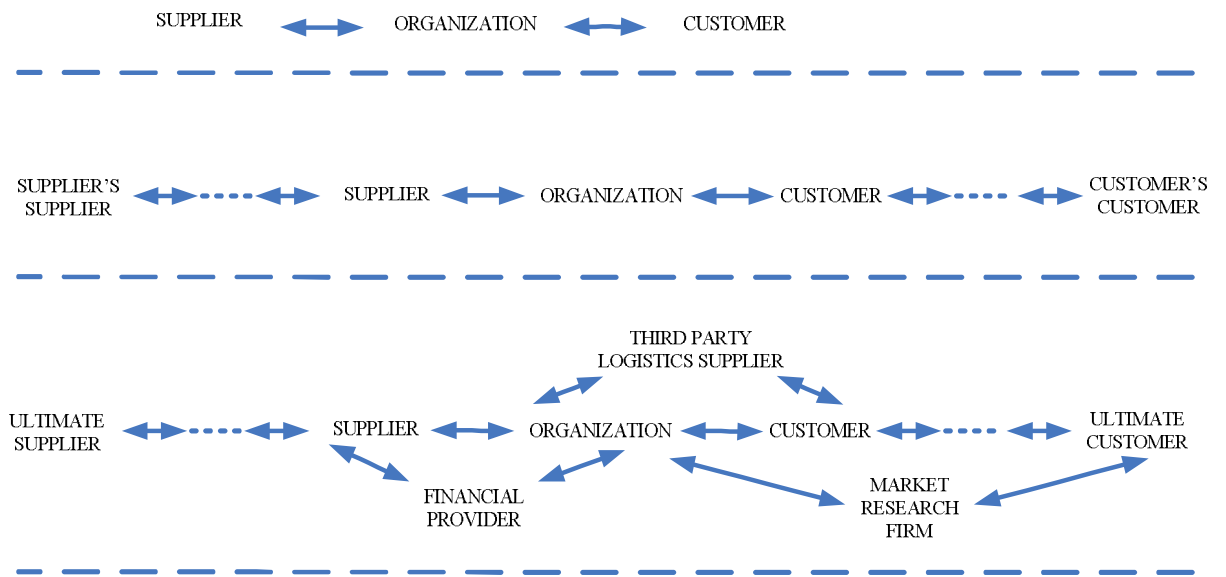 SUPPLIER
ORGANIZATION
CUSTOMER
SUPPLIER'S
SUPPLIER
SUPPLIER
ORGANIZATION
CUSTOMER
CUSTOMER'S
CUSTOMER
THIRD PARTY
LOGISTICS SUPPLIER
ULTIMATE
SUPPLIER
SUPPLIER
ORGANIZATION
CUSTOMER
ULTIMATE
CUSTOMER
FINANCIAL
PROVIDER
MARKET
RESEARCH
FIRM